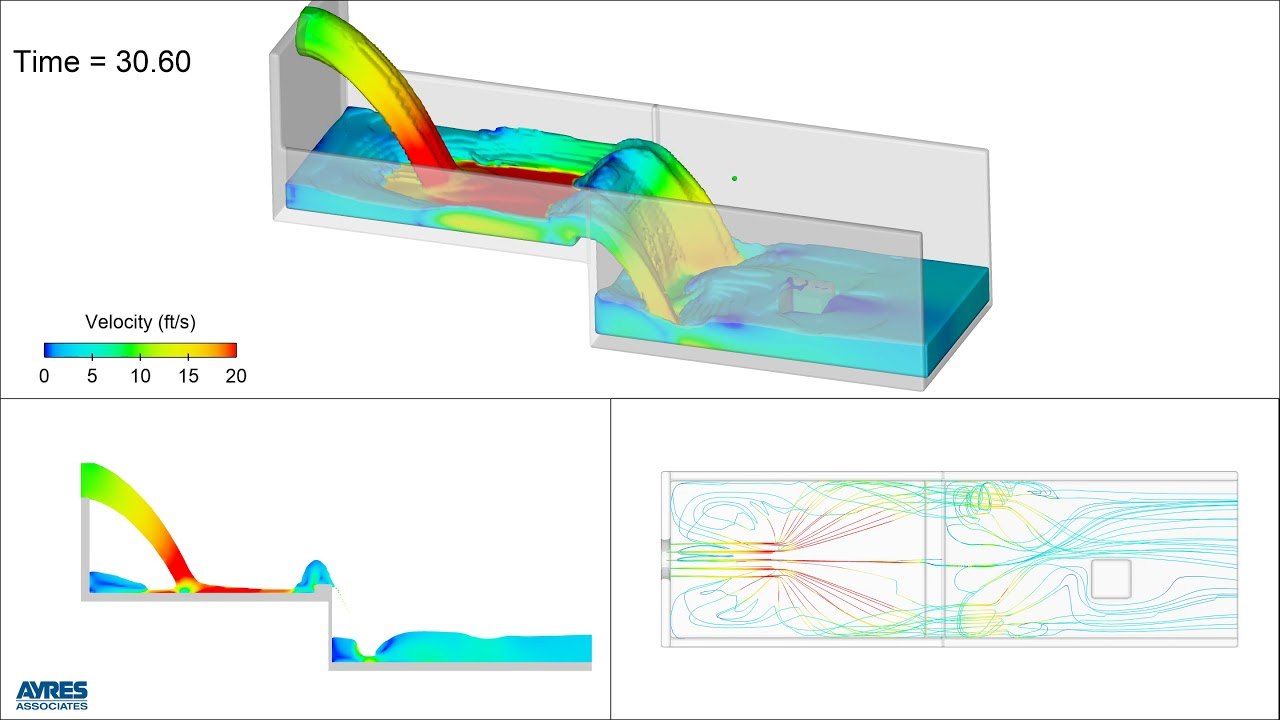 Time = 30.60
Velocity (ft/s)
0 5 10 15 20
AYRES
ASSOCIATES